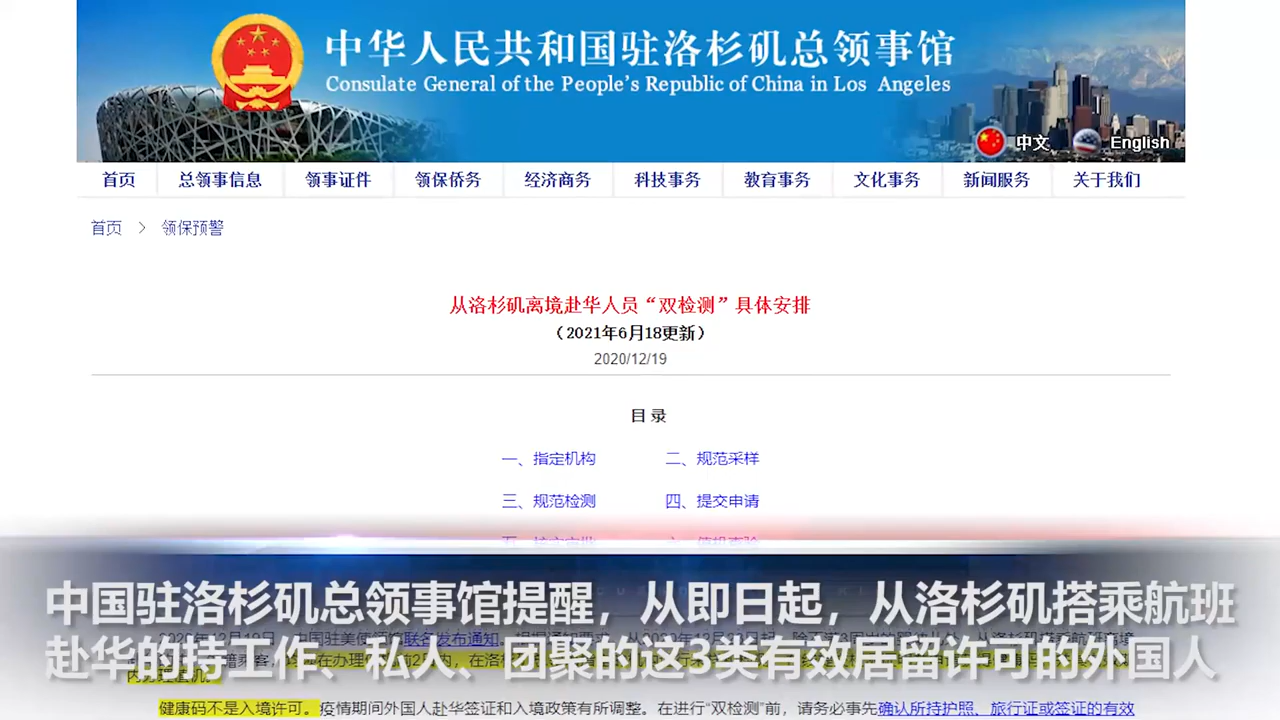 中华人民共和国驻洛杉矶总领事馆
Consulate General of the People's Republic of China in Los Angeles
中文 English
首页 总领事信息 领事证件 领保侨务 经济商务 科技事务 教育事务 文化事务 新闻服务 关于我们
首页 > 领保预警
从洛杉矶离境赴华人员“双检测”具体安排
（2021年6月18更新）
2020/12/19
目 录
一、指定机构 二、规范采样
三、规范检测 四、提交申请
中国驻洛杉矶总领事馆提醒，从即日起，从洛杉矶搭乘航班
赴华的持工作、私人、团聚的这3类有效居留许可的外国人
健康码不是入境许可。疫情期间外国人赴华签证和入境政策有所调整。在进行“双检测”前，请务必事先确认所持护照、旅行证或签证的有效